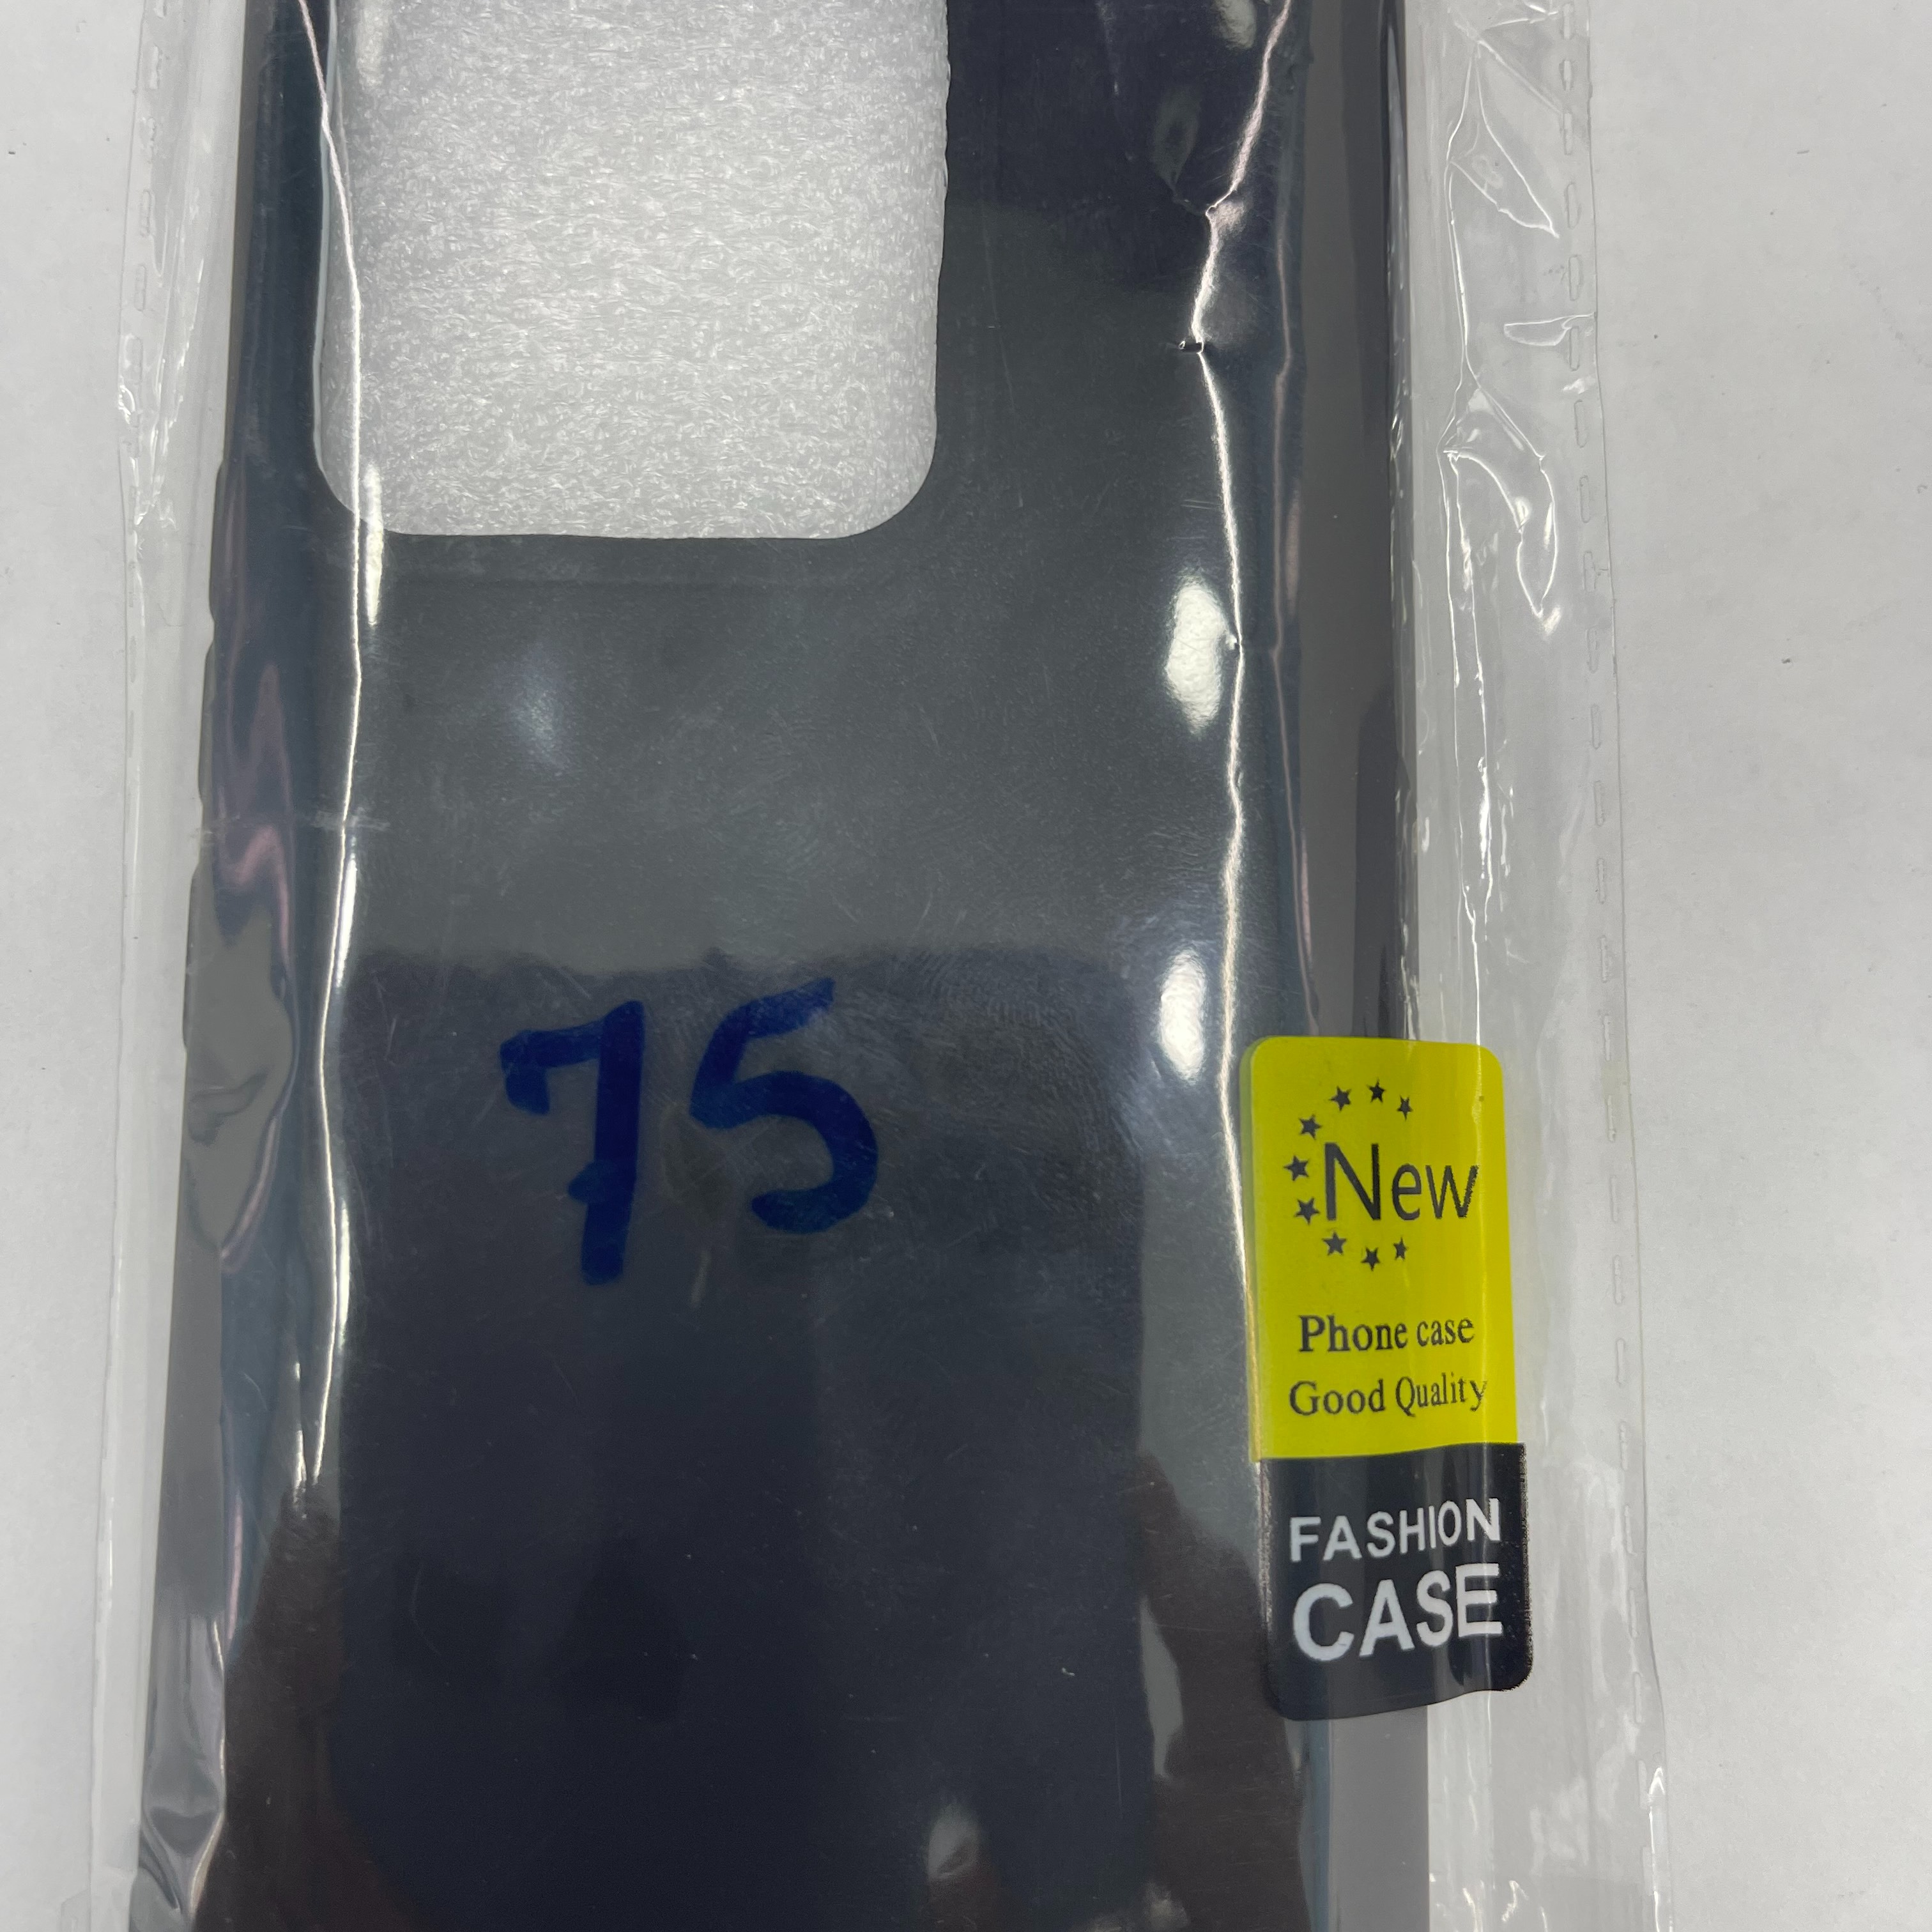 75
New
Phone case
Good Quality
FASHION
CASE